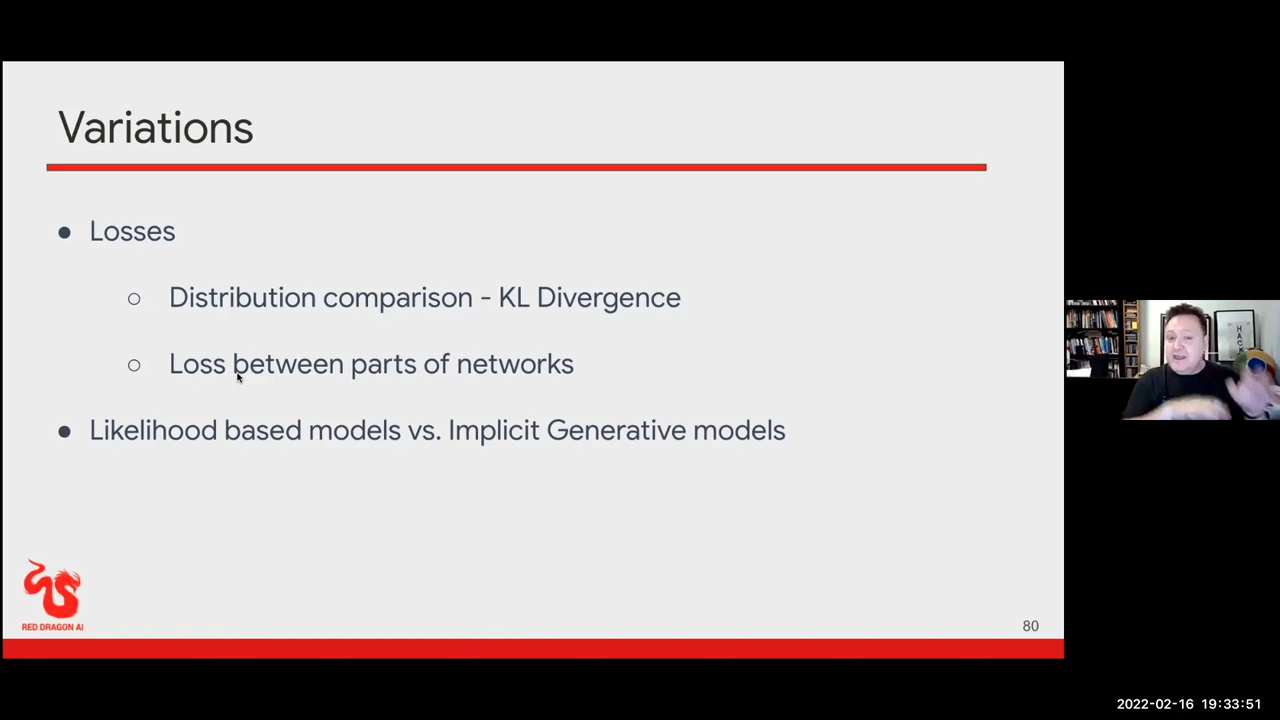 Variations
● Losses
○ Distribution comparison - KL Divergence
○ Loss between parts of networks
● Likelihood based models vs. Implicit Generative models
RED DRAGON AI
80
HACK
2022-02-16 19:33:51